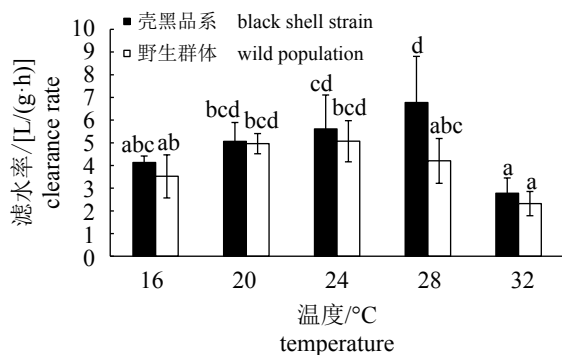 ■ 壳黑品系 black shell strain
□ 野生群体 wild population
滤水率/[L/(g·h)]
clearance rate
10
9
8
7
6
5
4
3
2
1
0
abc ab bcd bcd cd bcd d abc a a
16 20 24 28 32
温度/°C
temperature